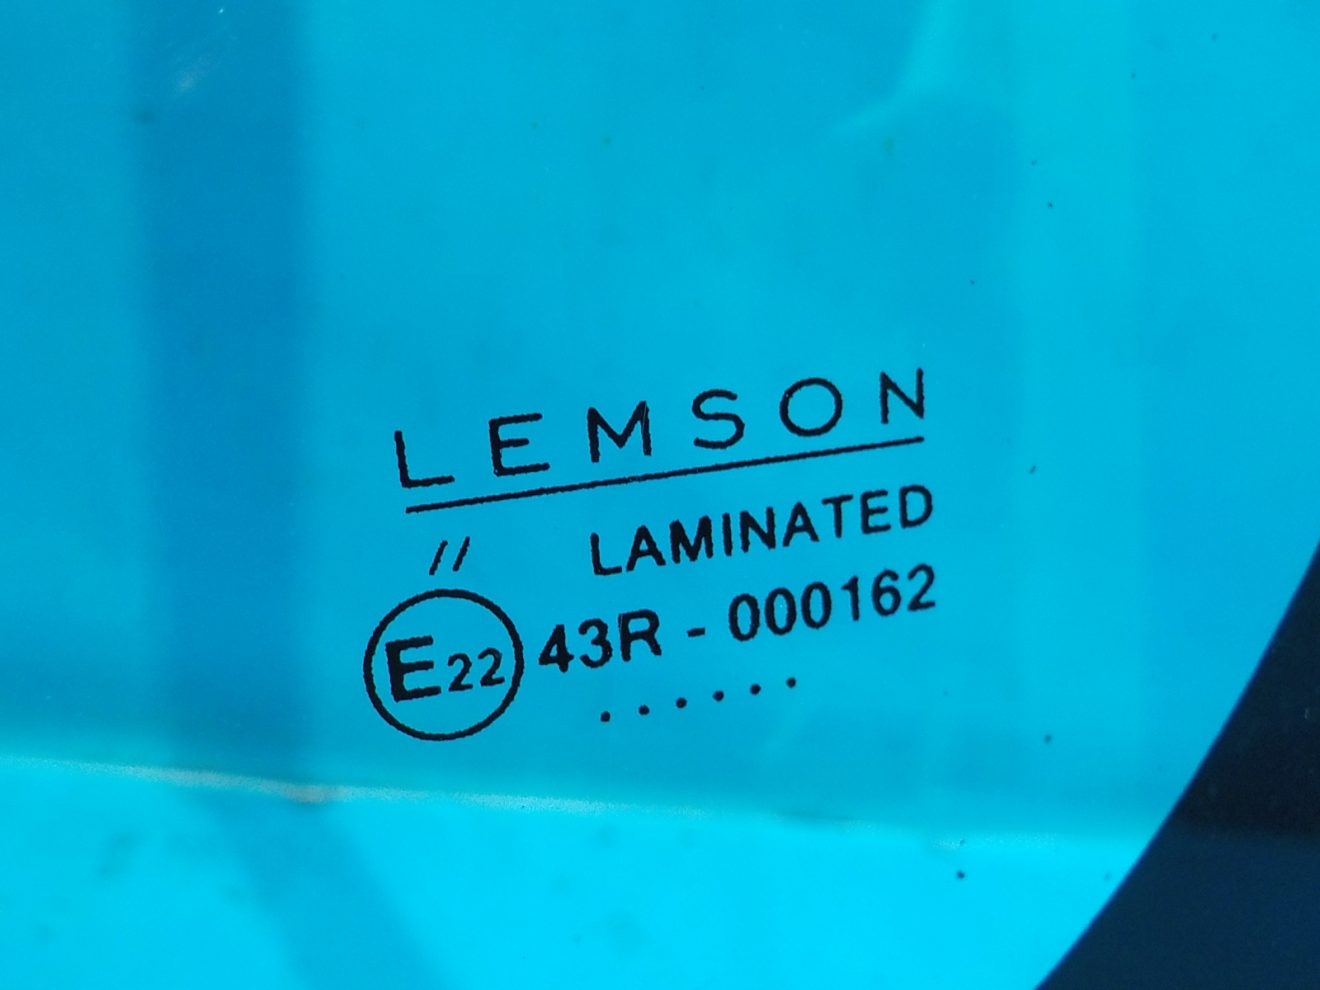 LEMSON
// LAMINATED
E22 43R - 000162
......